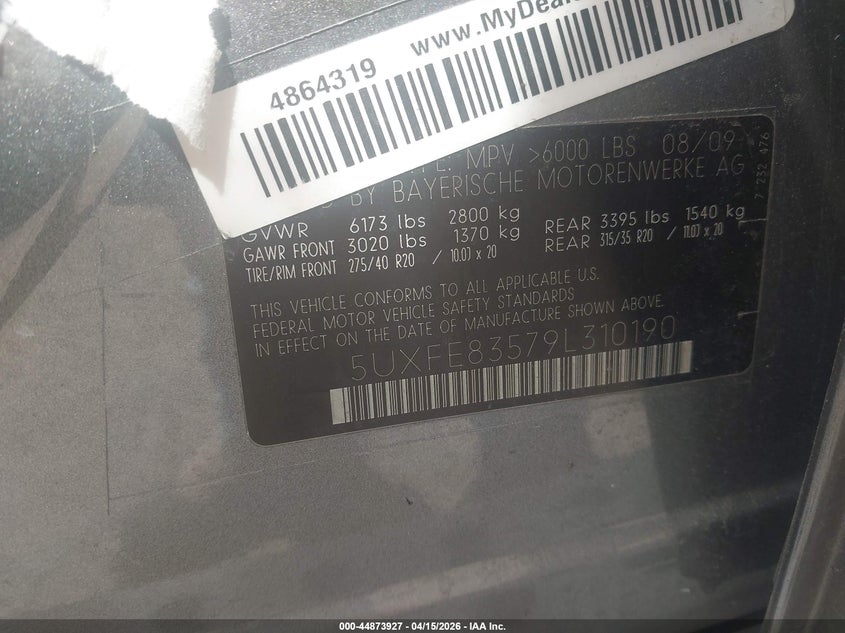 4864319 www.MyDeal
MPV >6000 LBS 08/09
BY BAYERISCHE MOTORENWERKE AG
GVWR 6173 lbs 2800 kg
GAWR FRONT 3020 lbs 1370 kg REAR 3395 lbs 1540 kg
TIRE/RIM FRONT 275/40 R20 / 10.0J x 20 REAR 315/35 R20 / 11.0J x 20
THIS VEHICLE CONFORMS TO ALL APPLICABLE U.S.
FEDERAL MOTOR VEHICLE SAFETY STANDARDS
IN EFFECT ON THE DATE OF MANUFACTURE SHOWN ABOVE.
5UXFE83579L310190
7 232 476
000-44873927 - 04/15/2026 - IAA Inc.